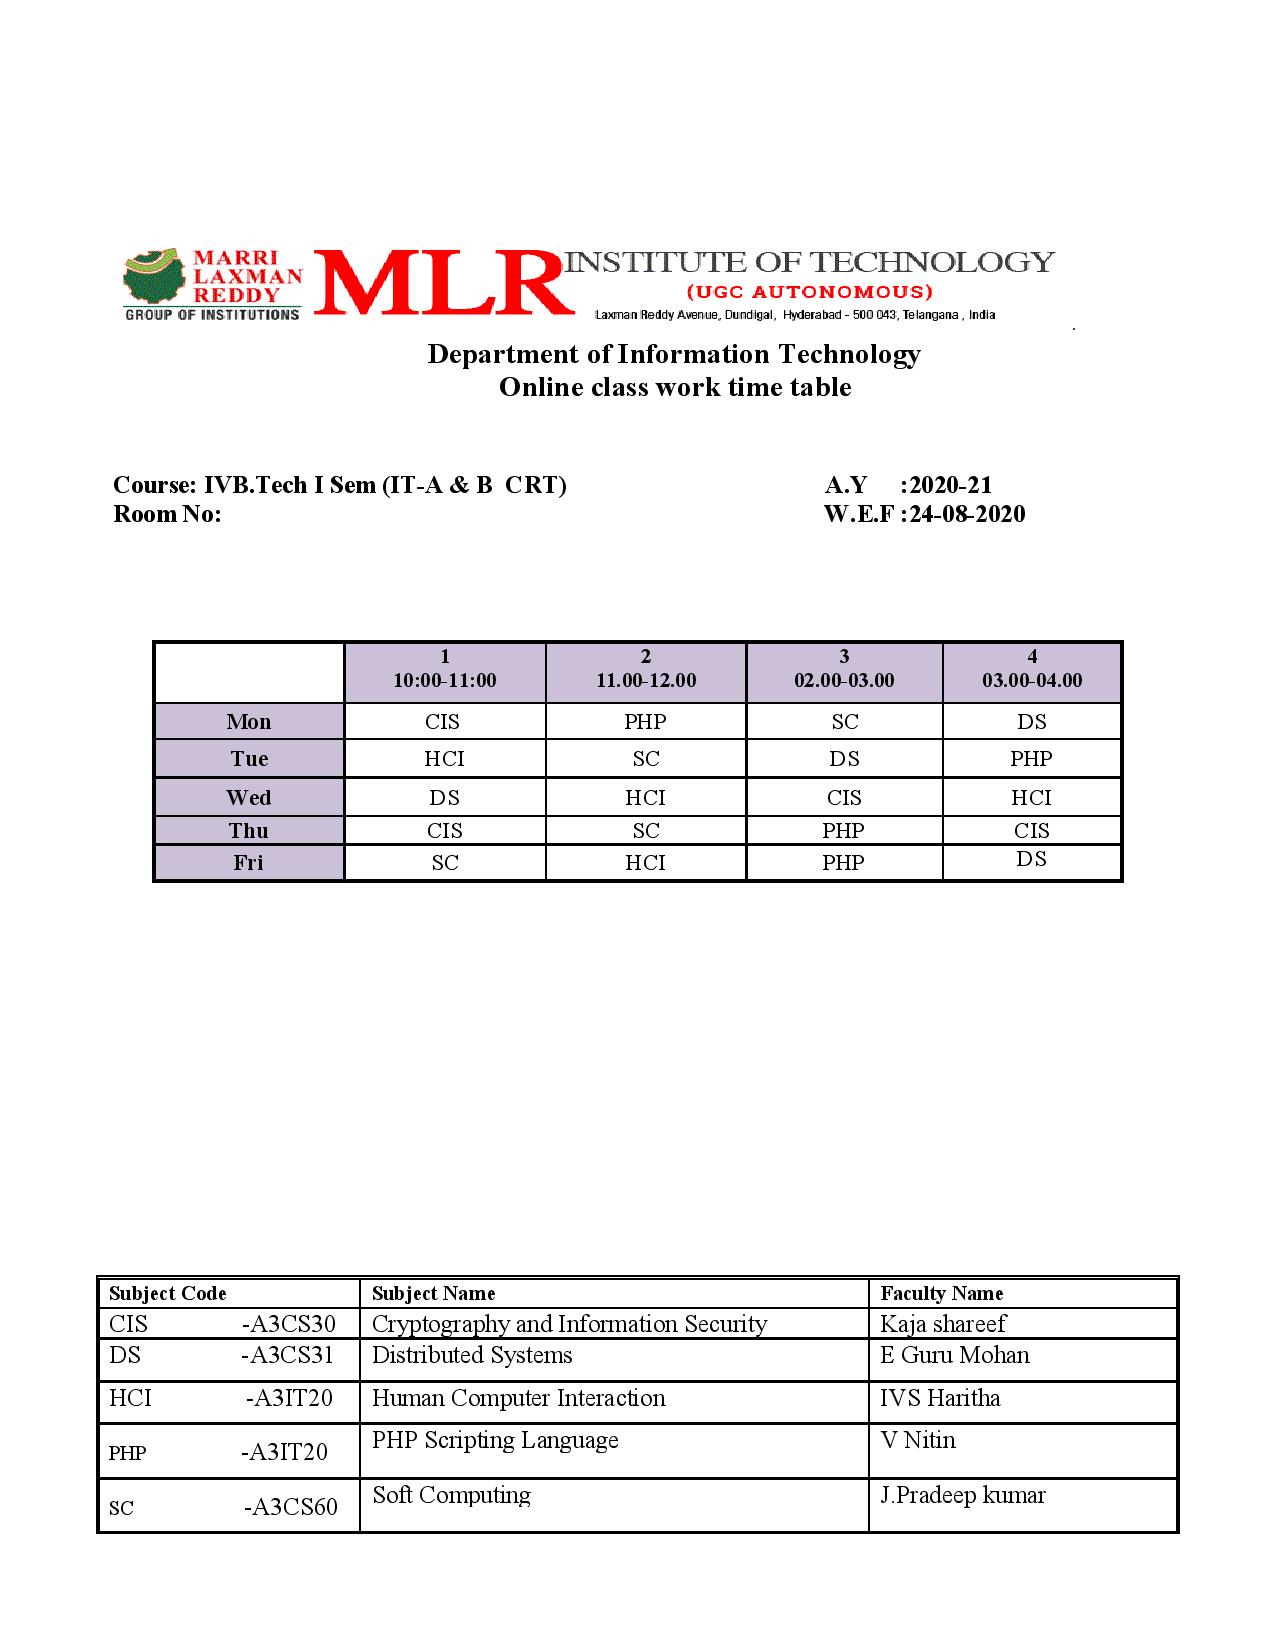 MARRI
LAXMAN
REDDY
GROUP OF INSTITUTIONS
MLR INSTITUTE OF TECHNOLOGY
(UGC AUTONOMOUS)
Laxman Reddy Avenue, Dundigal, Hyderabad - 500 043, Telangana , India
.
Department of Information Technology
Online class work time table
Course: IVB.Tech I Sem (IT-A & B CRT) A.Y :2020-21
Room No: W.E.F :24-08-2020
1 2 3 4
10:00-11:00 11.00-12.00 02.00-03.00 03.00-04.00
Mon CIS PHP SC DS
Tue HCI SC DS PHP
Wed DS HCI CIS HCI
Thu CIS SC PHP CIS
Fri SC HCI PHP DS
Subject Code Subject Name Faculty Name
CIS -A3CS30 Cryptography and Information Security Kaja shareef
DS -A3CS31 Distributed Systems E Guru Mohan
HCI -A3IT20 Human Computer Interaction IVS Haritha
PHP -A3IT20 PHP Scripting Language V Nitin
SC -A3CS60 Soft Computing J.Pradeep kumar